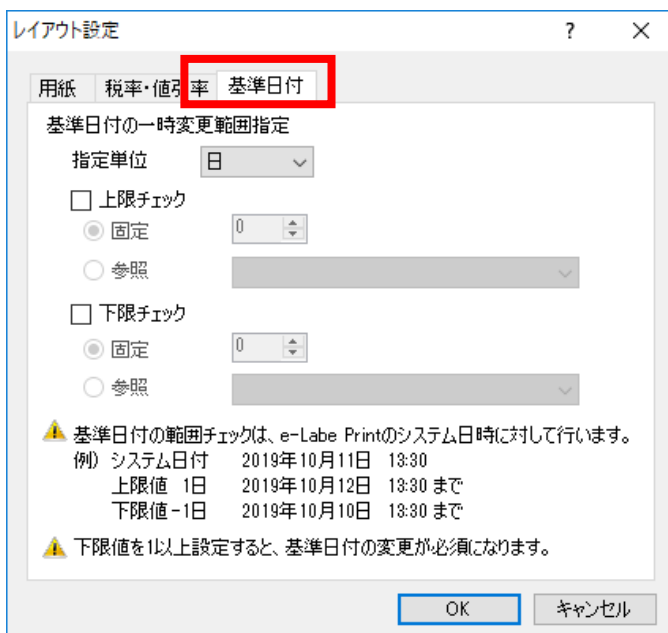 レイアウト設定
用紙 税率・値引率 基準日付
基準日付の一時変更範囲指定
指定単位 日
上限チェック
固定 0
参照
下限チェック
固定 0
参照
基準日付の範囲チェックは、e-Labe Printのシステム日時に対して行います。
例) システム日付 2019年10月11日 13:30
上限値 1日 2019年10月12日 13:30 まで
下限値-1日 2019年10月10日 13:30 まで
下限値を1以上設定すると、基準日付の変更が必須になります。
OK キャンセル